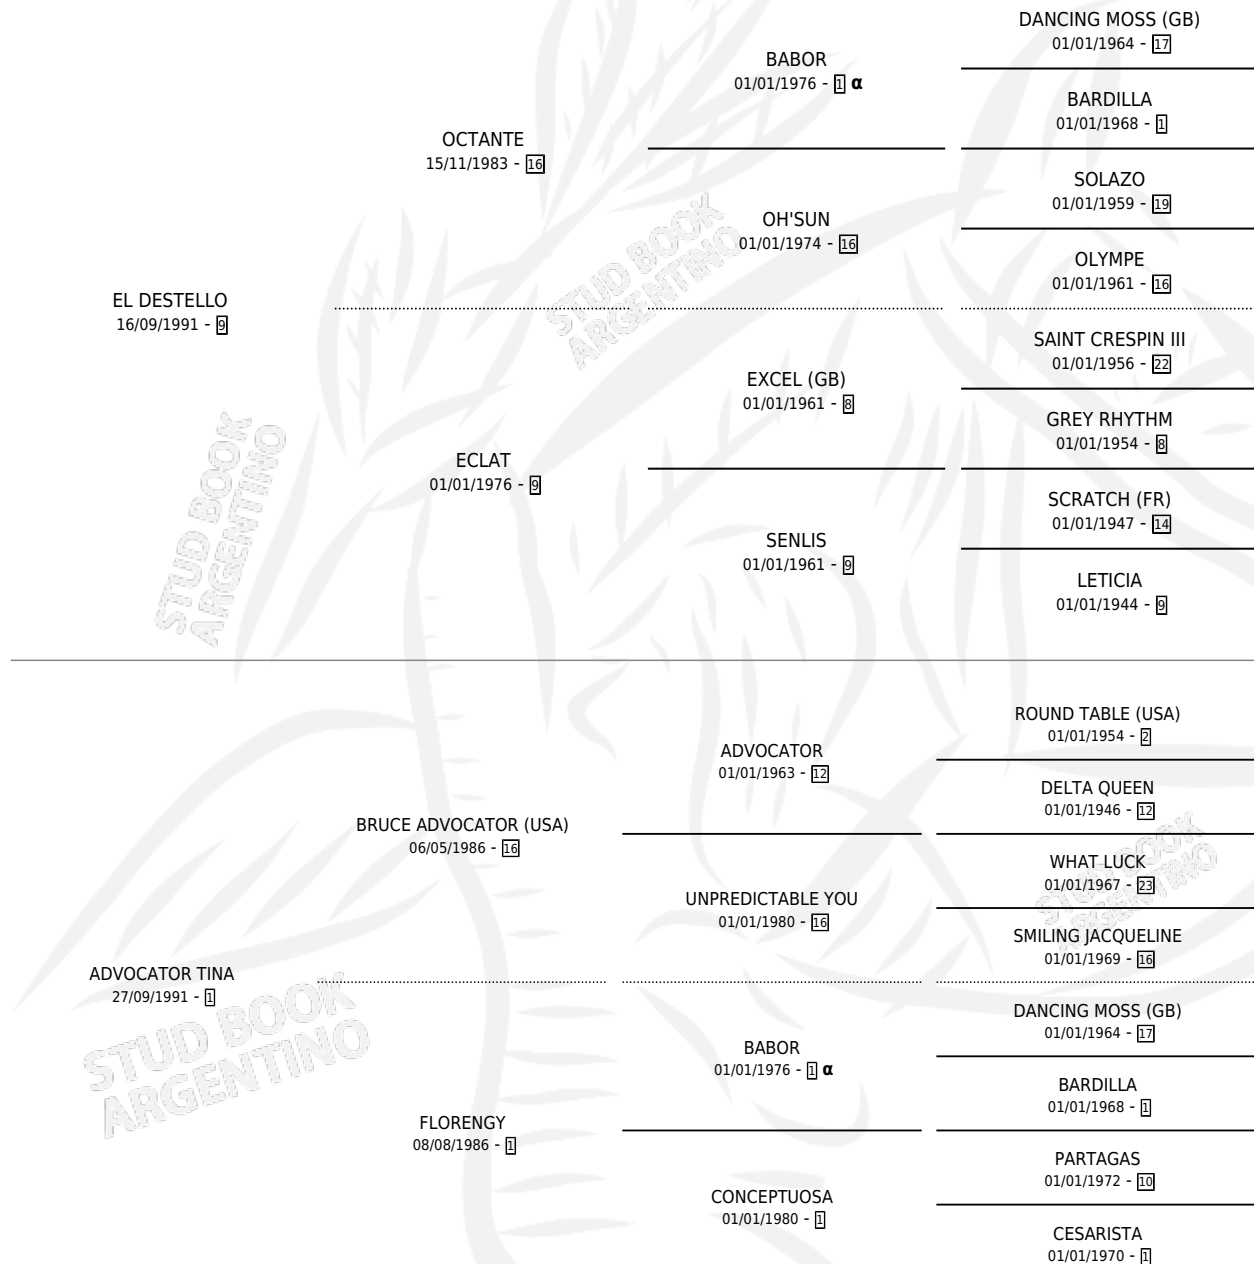 DANCING MOSS (GB)
01/01/1964 - 17
BABOR
01/01/1976 - 1 α
BARDILLA
01/01/1968 - 1
OCTANTE
15/11/1983 - 16
SOLAZO
01/01/1959 - 19
OH'SUN
01/01/1974 - 16
OLYMPE
01/01/1961 - 16
EL DESTELLO
16/09/1991 - 9
SAINT CRESPIN III
01/01/1956 - 22
EXCEL (GB)
01/01/1961 - 8
GREY RHYTHM
01/01/1954 - 8
ECLAT
01/01/1976 - 9
SCRATCH (FR)
01/01/1947 - 14
SENLIS
01/01/1961 - 9
LETICIA
01/01/1944 - 9
STUD BOOK
ARGENTINO
STUD BOOK
ARGENTINO
ROUND TABLE (USA)
01/01/1954 - 2
ADVOCATOR
01/01/1963 - 12
DELTA QUEEN
01/01/1946 - 12
BRUCE ADVOCATOR (USA)
06/05/1986 - 16
WHAT LUCK
01/01/1967 - 23
UNPREDICTABLE YOU
01/01/1980 - 16
SMILING JACQUELINE
01/01/1969 - 16
ADVOCATOR TINA
27/09/1991 - 1
DANCING MOSS (GB)
01/01/1964 - 17
BABOR
01/01/1976 - 1 α
BARDILLA
01/01/1968 - 1
FLORENGY
08/08/1986 - 1
PARTAGAS
01/01/1972 - 10
CONCEPTUOSA
01/01/1980 - 1
CESARISTA
01/01/1970 - 1
STUD BOOK
ARGENTINO
STUD BOOK
ARGENTINO